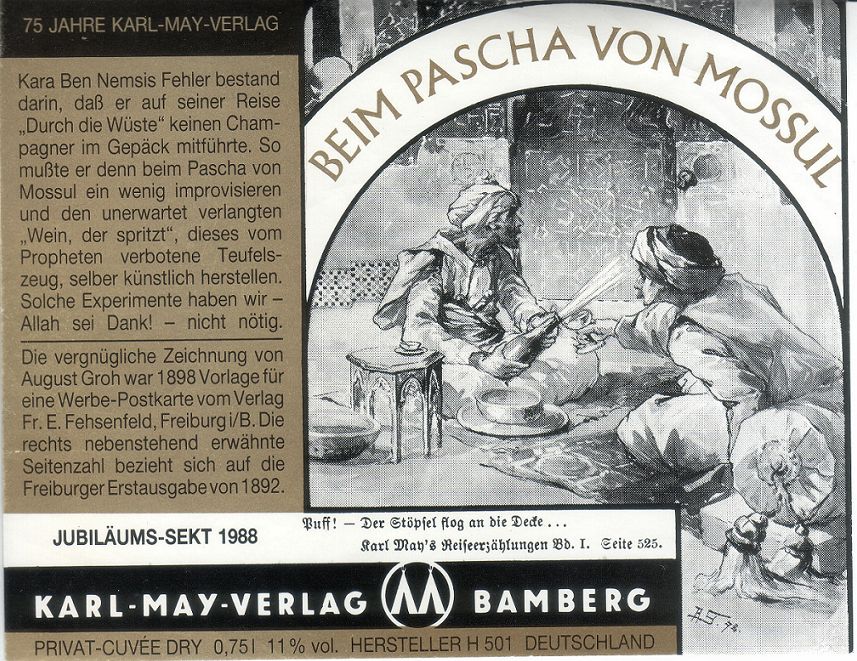 75 JAHRE KARL-MAY-VERLAG
Kara Ben Nemsis Fehler bestand
darin, daß er auf seiner Reise
„Durch die Wüste“ keinen Cham-
pagner im Gepäck mitführte. So
mußte er denn beim Pascha von
Mossul ein wenig improvisieren
und den unerwartet verlangten
„Wein, der spritzt“, dieses vom
Propheten verbotene Teufels-
zeug, selber künstlich herstellen.
Solche Experimente haben wir –
Allah sei Dank! – nicht nötig.
Die vergnügliche Zeichnung von
August Groh war 1898 Vorlage für
eine Werbe-Postkarte vom Verlag
Fr. E. Fehsenfeld, Freiburg i/B. Die
rechts nebenstehend erwähnte
Seitenzahl bezieht sich auf die
Freiburger Erstausgabe von 1892.
BEIM PASCHA VON MOSSUL
JUBILÄUMS-SEKT 1988
Puff! – Der Stöpsel flog an die Decke...
Karl May's Reiseerzählungen Bd. I. Seite 525.
KARL-MAY-VERLAG M BAMBERG
PRIVAT-CUVÉE DRY 0,75 l 11 % vol. HERSTELLER H 501 DEUTSCHLAND